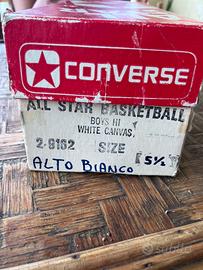 CONVERSE
ALL STAR BASKETBALL
BOYS HI
WHITE CANVAS
2-9162 SIZE 5½
ALTO BIANCO